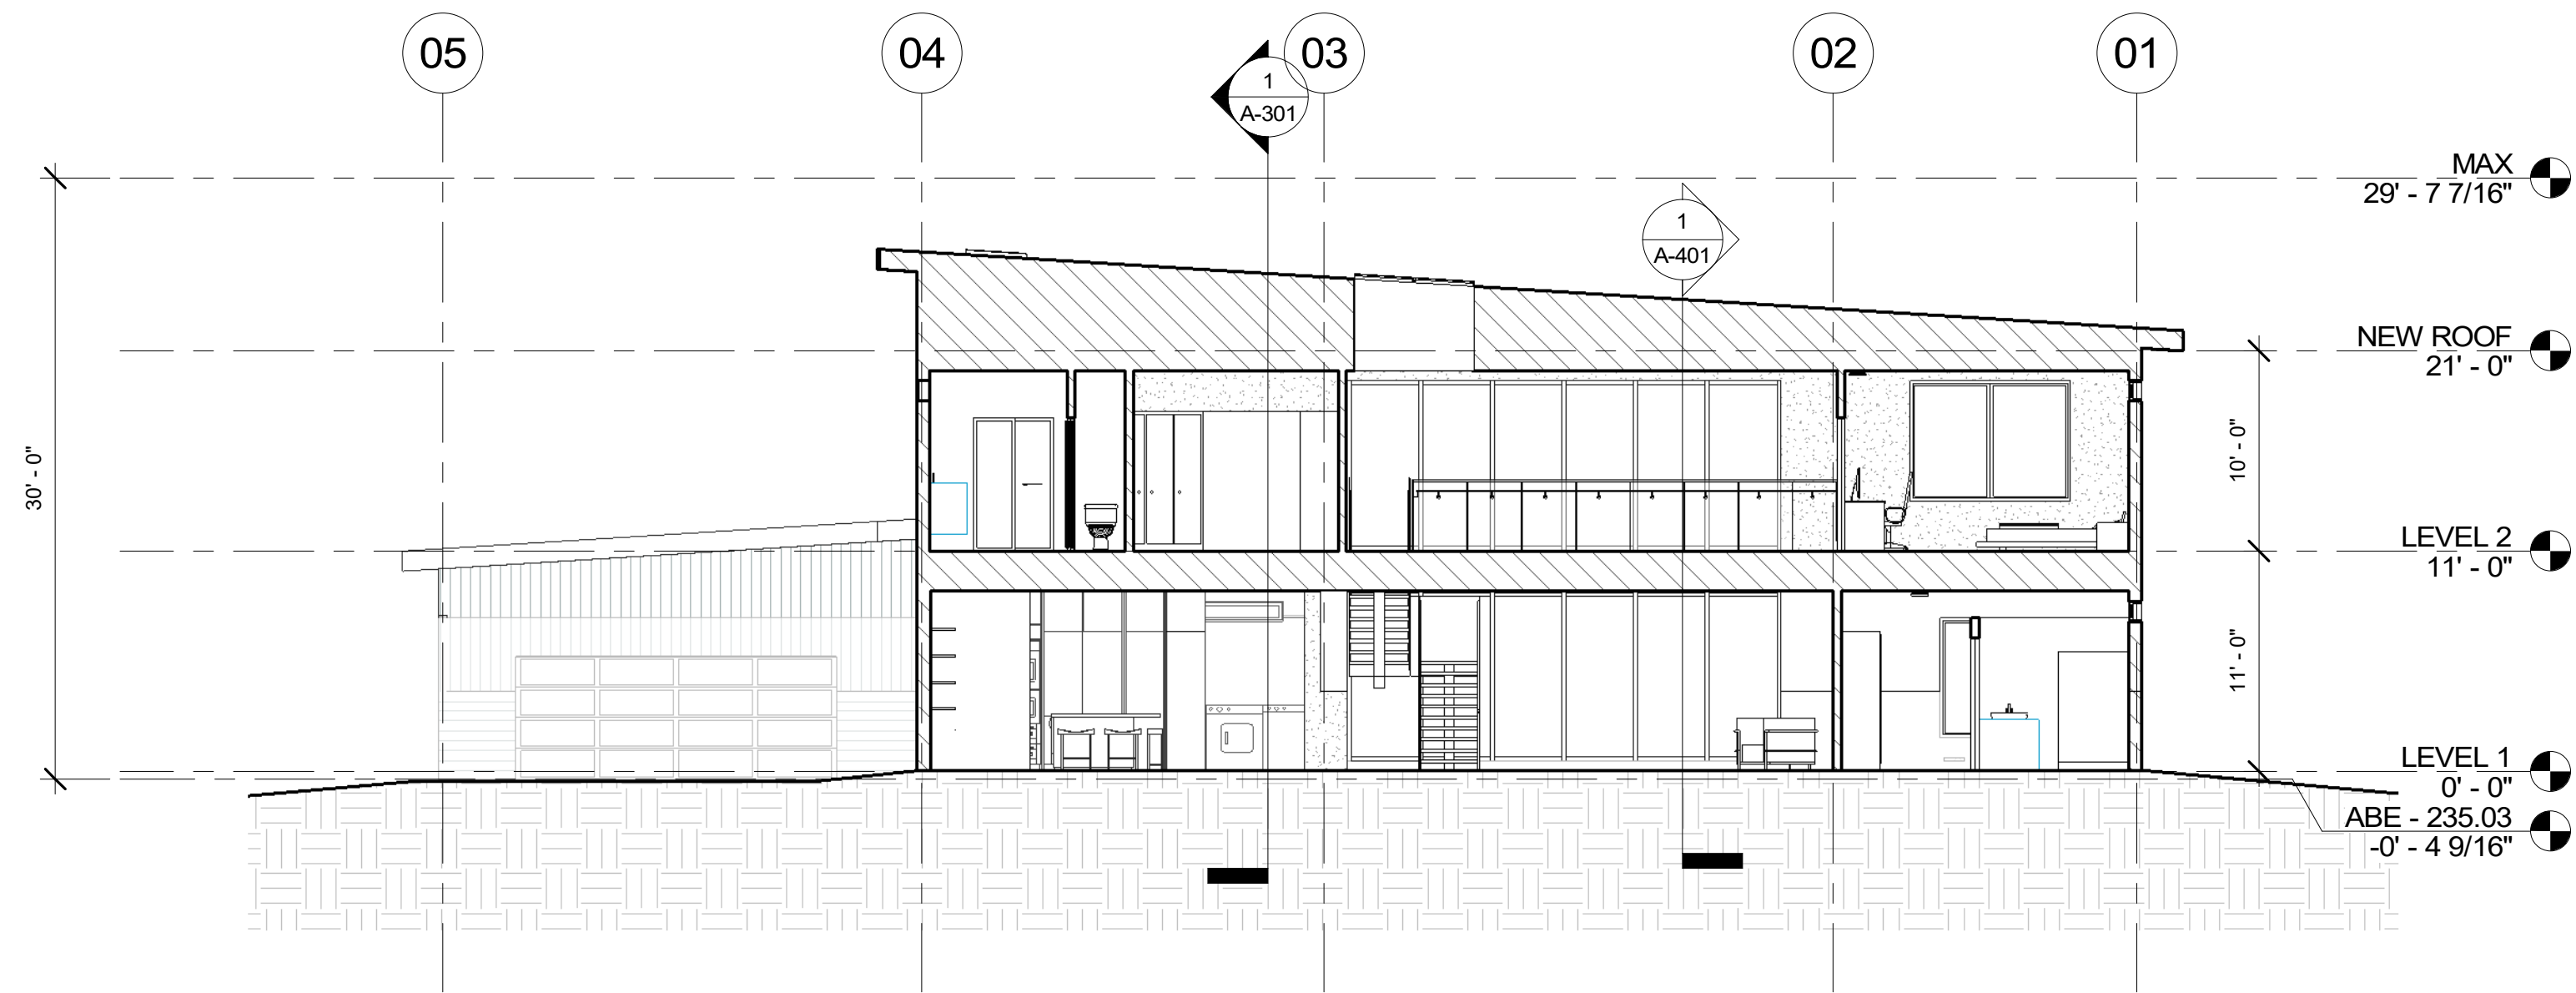 05
04
03
02
01
1
A-301
1
A-401
MAX
29' - 7 7/16"
NEW ROOF
21' - 0"
LEVEL 2
11' - 0"
LEVEL 1
0' - 0"
ABE - 235.03
-0' - 4 9/16"
30' - 0"
10' - 0"
11' - 0"